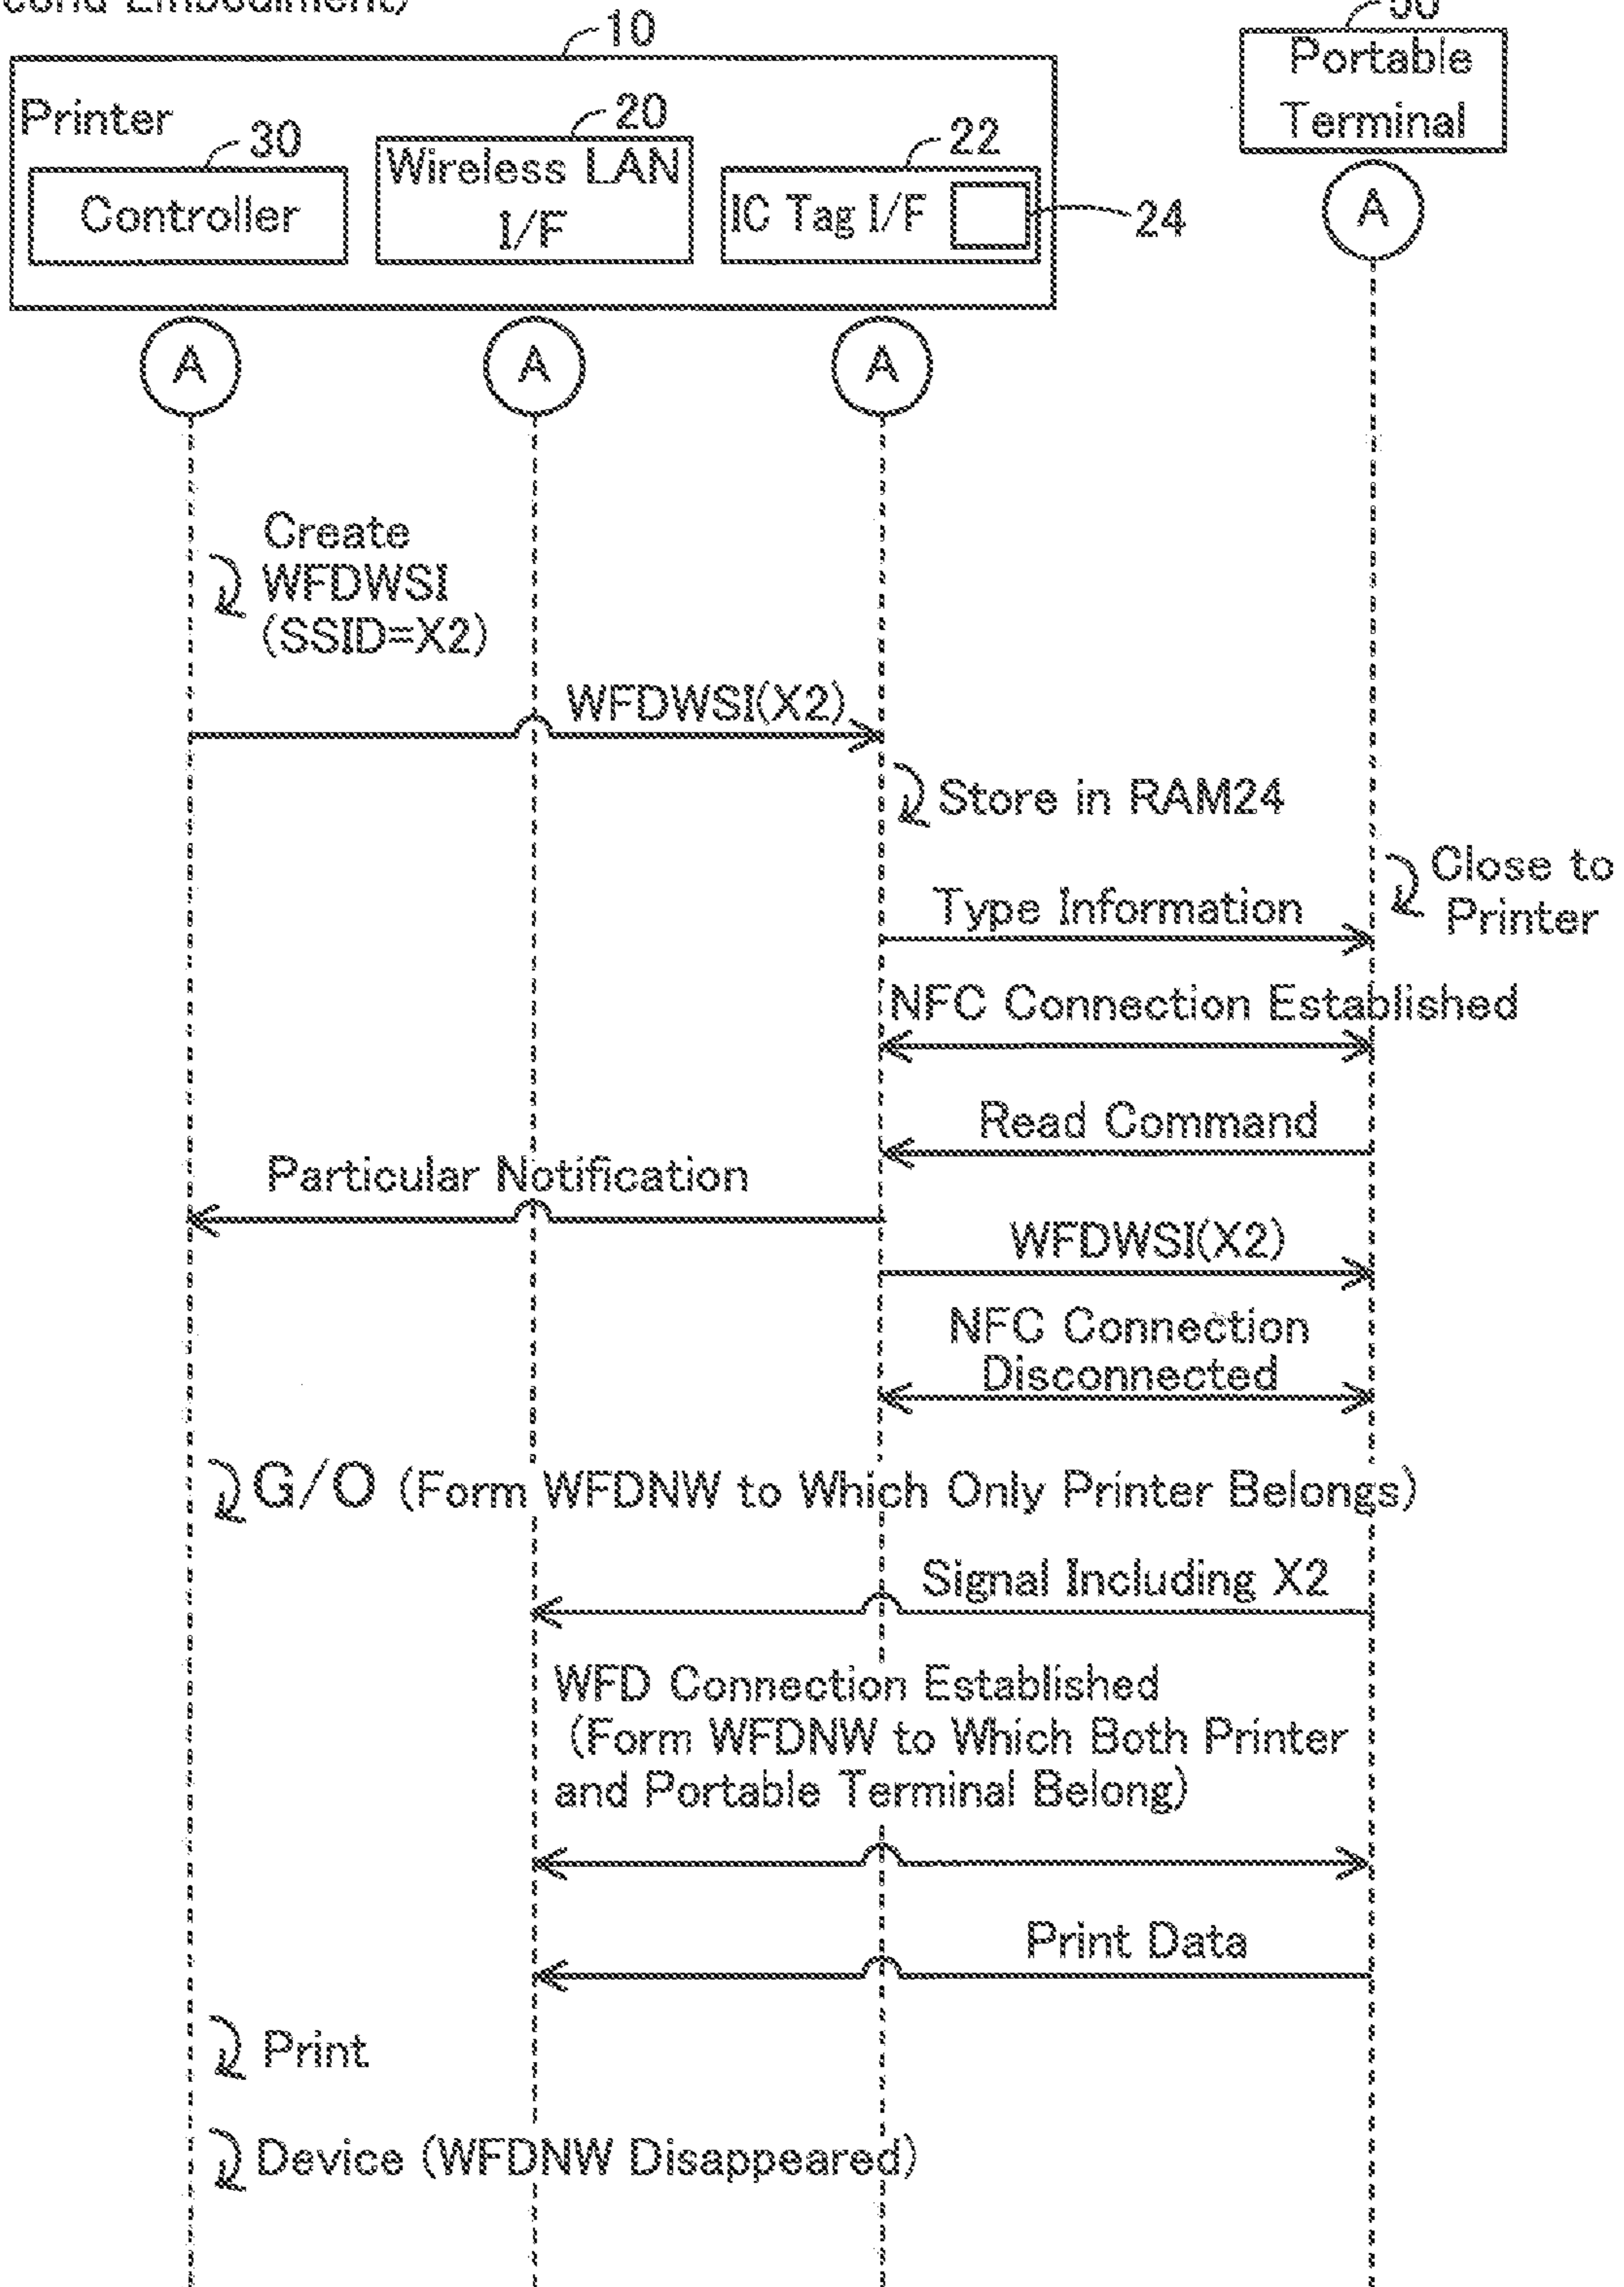 Embodiment)
10
Portable
Terminal
Printer
30
20
22
Controller
Wireless LAN
I/F
IC Tag I/F
24
A
A
A
A
Create
WFDWSI
(SSID=X2)
WFDWSI(X2)
Store in RAM24
Close to
Printer
Type Information
NFC Connection Established
Read Command
Particular Notification
WFDWSI(X2)
NFC Connection
Disconnected
G/O (Form WFDNW to Which Only Printer Belongs)
Signal Including X2
WFD Connection Established
(Form WFDNW to Which Both Printer
and Portable Terminal Belong)
Print Data
Print
Device (WFDNW Disappeared)